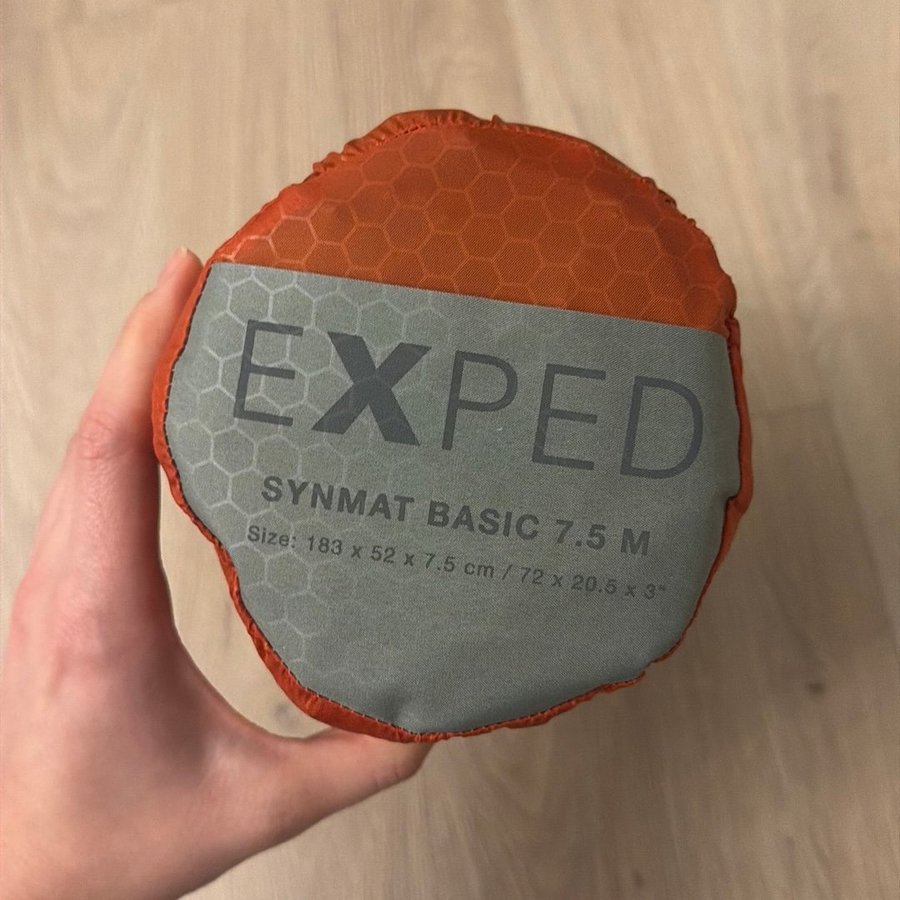 EXPED
SYNMAT BASIC 7.5 M
Size: 183 x 52 x 7.5 cm / 72 x 20.5 x 3"